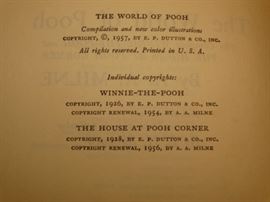 THE WORLD OF POOH
Compilation and new color illustrations
COPYRIGHT, ©, 1957, BY E. P. DUTTON & CO., INC.
All rights reserved. Printed in U. S. A.
Individual copyrights:
WINNIE-THE-POOH
COPYRIGHT, 1926, BY E. P. DUTTON & CO., INC.
COPYRIGHT RENEWAL, 1954, BY A. A. MILNE
THE HOUSE AT POOH CORNER
COPYRIGHT, 1928, BY E. P. DUTTON & CO., INC.
COPYRIGHT RENEWAL, 1956, BY A. A. MILNE